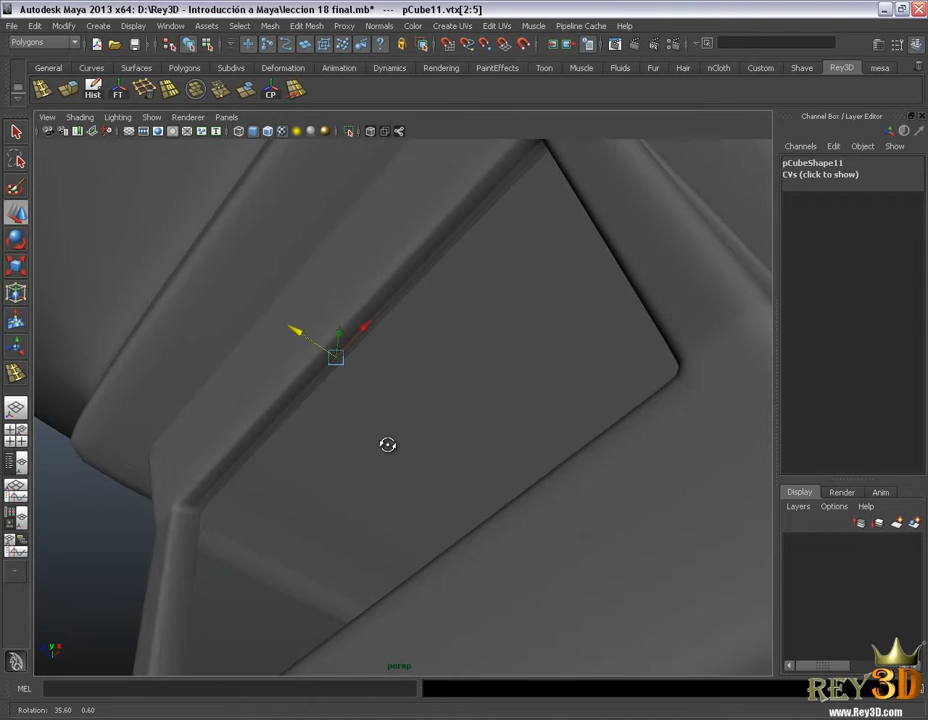 Autodesk Maya 2013 x64: D:\Rey3D - Introducción a Maya\leccion 18 final.mb* --- pCube11.vtx[2:5]
File Edit Modify Create Display Window Assets Select Mesh Edit Mesh Proxy Normals Color Create UVs Edit UVs Muscle Pipeline Cache Help
Polygons
General Curves Surfaces Polygons Subdivs Deformation Animation Dynamics Rendering PaintEffects Toon Muscle Fluids Fur Hair nCloth Custom Shave Rey3D mesa
Hist FT CP
View Shading Lighting Show Renderer Panels
Channel Box / Layer Editor
Channels Edit Object Show
pCubeShape11
CVs (click to show)
Display Render Anim
Layers Options Help
persp
MEL
Rotation: 35.60 0.60
REY3D
www.Rey3D.com